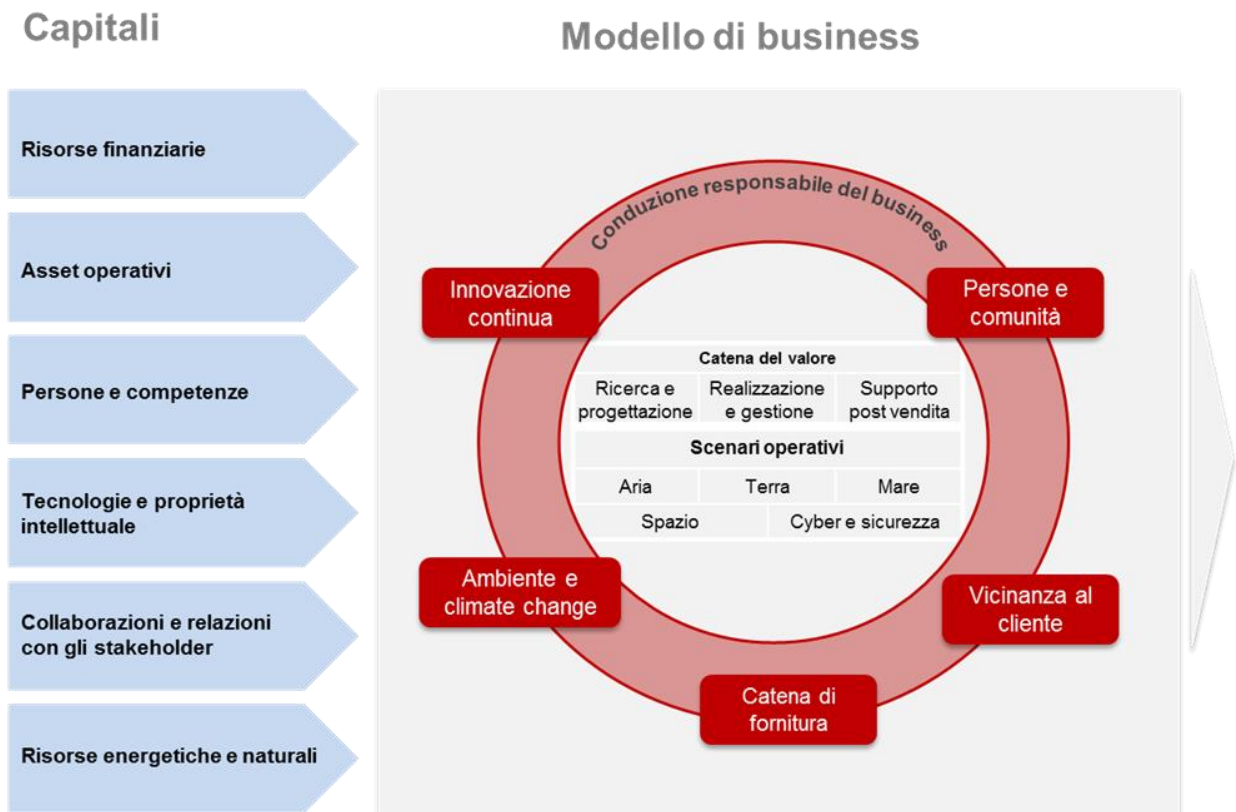 Capitali
Modello di business
Risorse finanziarie
Asset operativi
Persone e competenze
Tecnologie e proprietà
intellettuale
Collaborazioni e relazioni
con gli stakeholder
Risorse energetiche e naturali
Conduzione responsabile del business
Innovazione
continua
Persone e
comunità
Catena del valore
Ricerca e
progettazione
Realizzazione
e gestione
Supporto
post vendita
Scenari operativi
Aria
Terra
Mare
Spazio
Cyber e sicurezza
Ambiente e
climate change
Vicinanza al
cliente
Catena di
fornitura